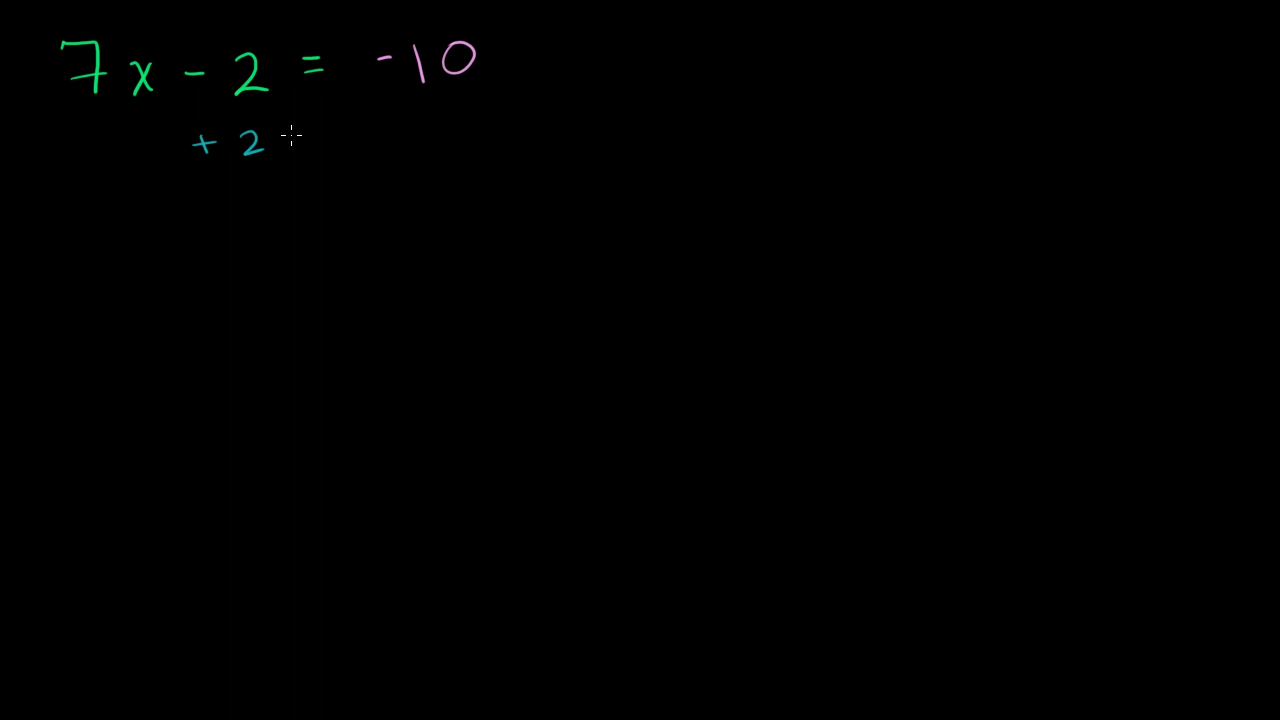 7x - 2 = -10
+ 2